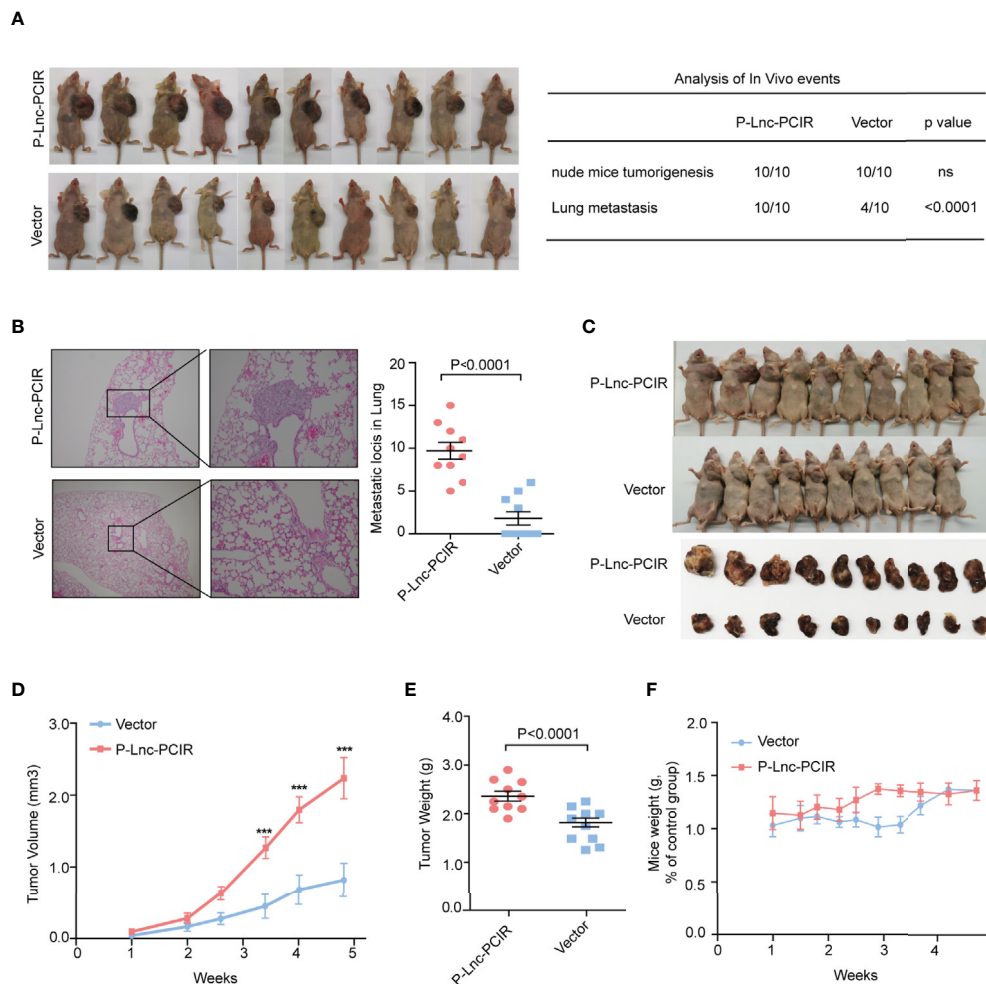 A
P-Lnc-PCIR
Vector
Analysis of In Vivo events
P-Lnc-PCIR Vector p value
nude mice tumorigenesis 10/10 10/10 ns
Lung metastasis 10/10 4/10 <0.0001
B
P-Lnc-PCIR
Vector
Metastatic locis in Lung
20
15
10
5
0
P<0.0001
P-Lnc-PCIR
Vector
C
P-Lnc-PCIR
Vector
P-Lnc-PCIR
Vector
D
Tumor Volume (mm3)
3.0
2.0
1.0
0.0
Vector
P-Lnc-PCIR
***
***
***
0 1 2 3 4 5
Weeks
E
Tumor Weight (g)
4.0
3.0
2.0
1.0
0.0
P<0.0001
P-Lnc-PCIR
Vector
F
Mice weight (g,
% of control group)
2.0
1.5
1.0
0.5
0.0
Vector
P-Lnc-PCIR
0 1 2 3 4
Weeks